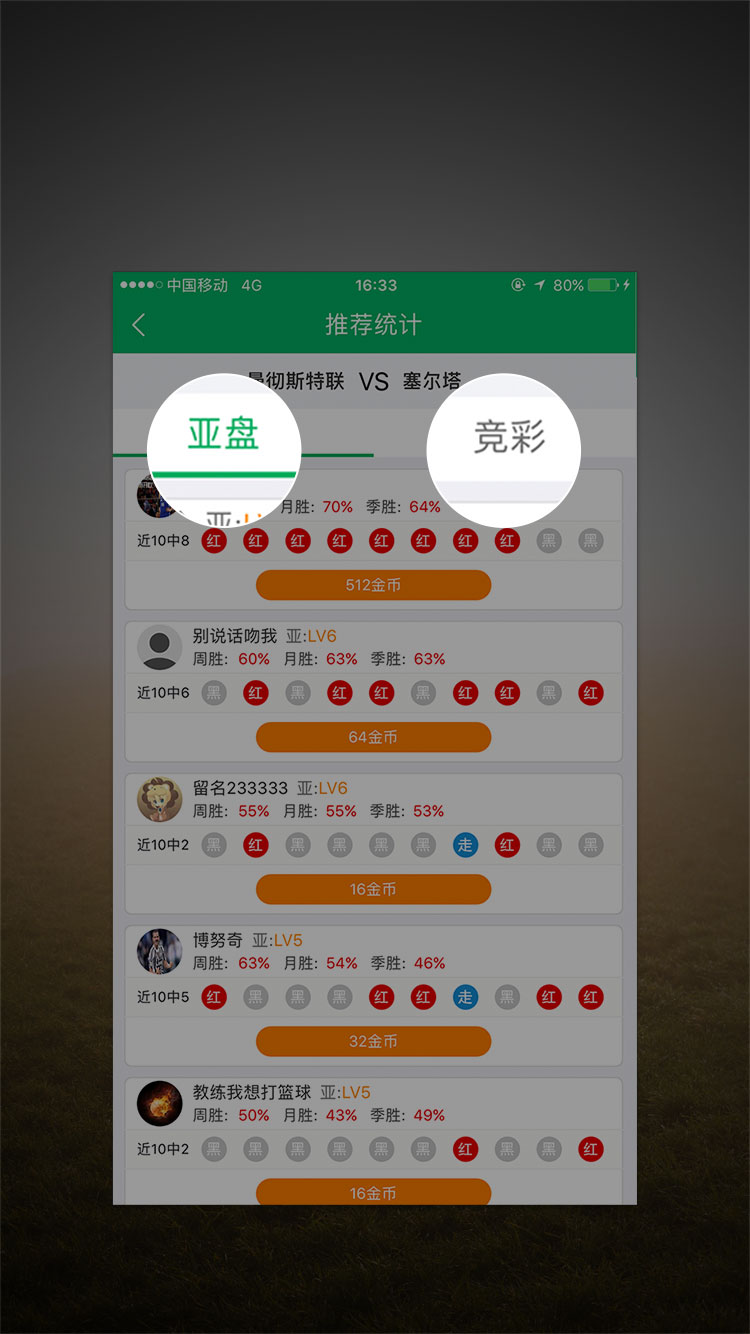 中国移动 4G 16:33 80%
推荐统计
曼彻斯特联 VS 塞尔塔
亚盘 竞彩
亚:
月胜: 70% 季胜: 64%
近10中8 红 红 红 红 红 红 红 红 黑 黑
512金币
别说话吻我 亚:LV6
周胜: 60% 月胜: 63% 季胜: 63%
近10中6 黑 红 黑 红 红 黑 红 红 黑 红
64金币
留名233333 亚:LV6
周胜: 55% 月胜: 55% 季胜: 53%
近10中2 黑 红 黑 黑 黑 黑 走 红 黑 黑
16金币
博努奇 亚:LV5
周胜: 63% 月胜: 54% 季胜: 46%
近10中5 红 黑 黑 黑 红 红 走 黑 红 红
32金币
教练我想打篮球 亚:LV5
周胜: 50% 月胜: 43% 季胜: 49%
近10中2 黑 黑 黑 黑 黑 黑 红 黑 黑 红
16金币